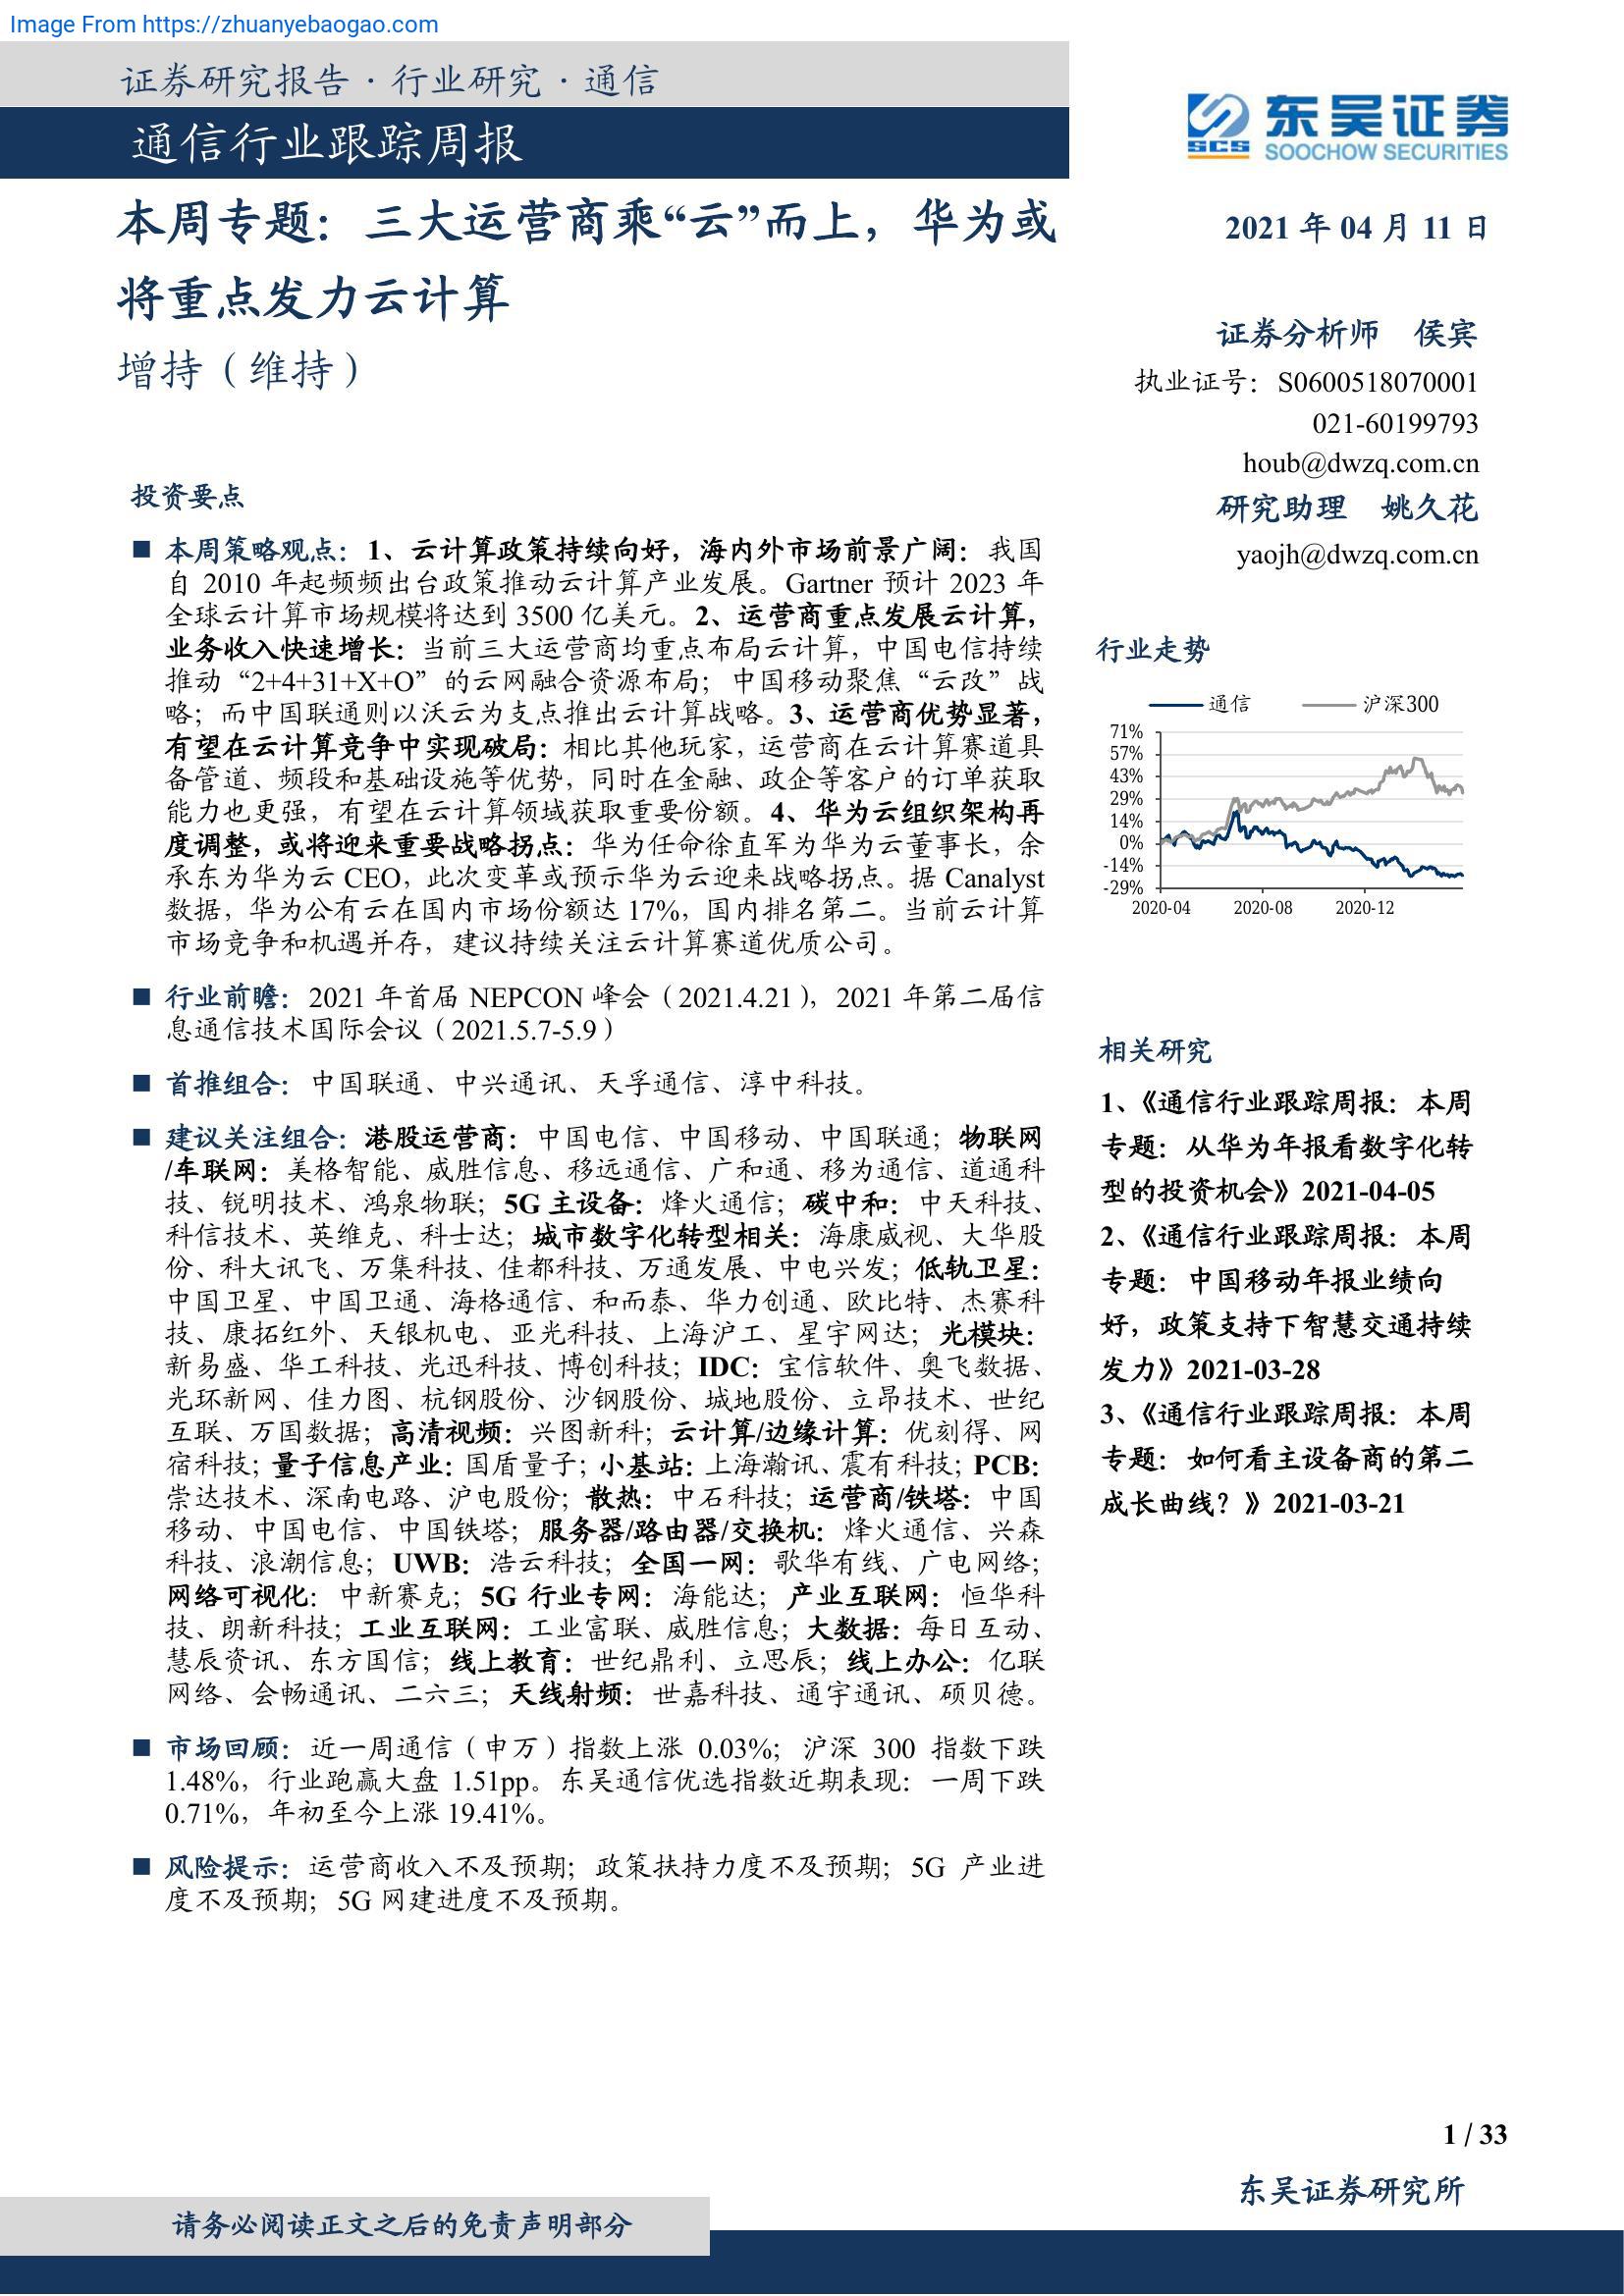 Image From https://zhuanyebaogao.com
证券研究报告·行业研究·通信
通信行业跟踪周报
东吴证券
SCS
SOOCHOW SECURITIES
本周专题：三大运营商乘“云”而上，华为或
将重点发力云计算
增持（维持）
2021 年 04 月 11 日
证券分析师 侯宾
执业证号：S0600518070001
021-60199793
houb@dwzq.com.cn
研究助理 姚久花
yaojh@dwzq.com.cn
投资要点
■ 本周策略观点：1、云计算政策持续向好，海内外市场前景广阔：我国
自 2010 年起频频出台政策推动云计算产业发展。Gartner 预计 2023 年
全球云计算市场规模将达到 3500 亿美元。2、运营商重点发展云计算，
业务收入快速增长：当前三大运营商均重点布局云计算，中国电信持续
推动“2+4+31+X+O”的云网融合资源布局；中国移动聚焦“云改”战
略；而中国联通则以沃云为支点推出云计算战略。3、运营商优势显著，
有望在云计算竞争中实现破局：相比其他玩家，运营商在云计算赛道具
备管道、频段和基础设施等优势，同时在金融、政企等客户的订单获取
能力也更强，有望在云计算领域获取重要份额。4、华为云组织架构再
度调整，或将迎来重要战略拐点：华为任命徐直军为华为云董事长，余
承东为华为云 CEO，此次变革或预示华为云迎来战略拐点。据 Canalyst
数据，华为公有云在国内市场份额达 17%，国内排名第二。当前云计算
市场竞争和机遇并存，建议持续关注云计算赛道优质公司。
■ 行业前瞻：2021 年首届 NEPCON 峰会（2021.4.21），2021 年第二届信
息通信技术国际会议（2021.5.7-5.9）
■ 首推组合：中国联通、中兴通讯、天孚通信、淳中科技。
■ 建议关注组合：港股运营商：中国电信、中国移动、中国联通；物联网
/车联网：美格智能、威胜信息、移远通信、广和通、移为通信、道通科
技、锐明技术、鸿泉物联；5G 主设备：烽火通信；碳中和：中天科技、
科信技术、英维克、科士达；城市数字化转型相关：海康威视、大华股
份、科大讯飞、万集科技、佳都科技、万通发展、中电兴发；低轨卫星：
中国卫星、中国卫通、海格通信、和而泰、华力创通、欧比特、杰赛科
技、康拓红外、天银机电、亚光科技、上海沪工、星宇网达；光模块：
新易盛、华工科技、光迅科技、博创科技；IDC：宝信软件、奥飞数据、
光环新网、佳力图、杭钢股份、沙钢股份、城地股份、立昂技术、世纪
互联、万国数据；高清视频：兴图新科；云计算/边缘计算：优刻得、网
宿科技；量子信息产业：国盾量子；小基站：上海瀚讯、震有科技；PCB：
崇达技术、深南电路、沪电股份；散热：中石科技；运营商/铁塔：中国
移动、中国电信、中国铁塔；服务器/路由器/交换机：烽火通信、兴森
科技、浪潮信息；UWB：浩云科技；全国一网：歌华有线、广电网络；
网络可视化：中新赛克；5G 行业专网：海能达；产业互联网：恒华科
技、朗新科技；工业互联网：工业富联、威胜信息；大数据：每日互动、
慧辰资讯、东方国信；线上教育：世纪鼎利、立思辰；线上办公：亿联
网络、会畅通讯、二六三；天线射频：世嘉科技、通宇通讯、硕贝德。
■ 市场回顾：近一周通信（申万）指数上涨 0.03%；沪深 300 指数下跌
1.48%，行业跑赢大盘 1.51pp。东吴通信优选指数近期表现：一周下跌
0.71%，年初至今上涨 19.41%。
■ 风险提示：运营商收入不及预期；政策扶持力度不及预期；5G 产业进
度不及预期；5G 网建进度不及预期。
行业走势
通信 沪深300
71%
57%
43%
29%
14%
0%
-14%
-29%
2020-04 2020-08 2020-12
相关研究
1、《通信行业跟踪周报：本周
专题：从华为年报看数字化转
型的投资机会》2021-04-05
2、《通信行业跟踪周报：本周
专题：中国移动年报业绩向
好，政策支持下智慧交通持续
发力》2021-03-28
3、《通信行业跟踪周报：本周
专题：如何看主设备商的第二
成长曲线？》2021-03-21
1 / 33
东吴证券研究所
请务必阅读正文之后的免责声明部分